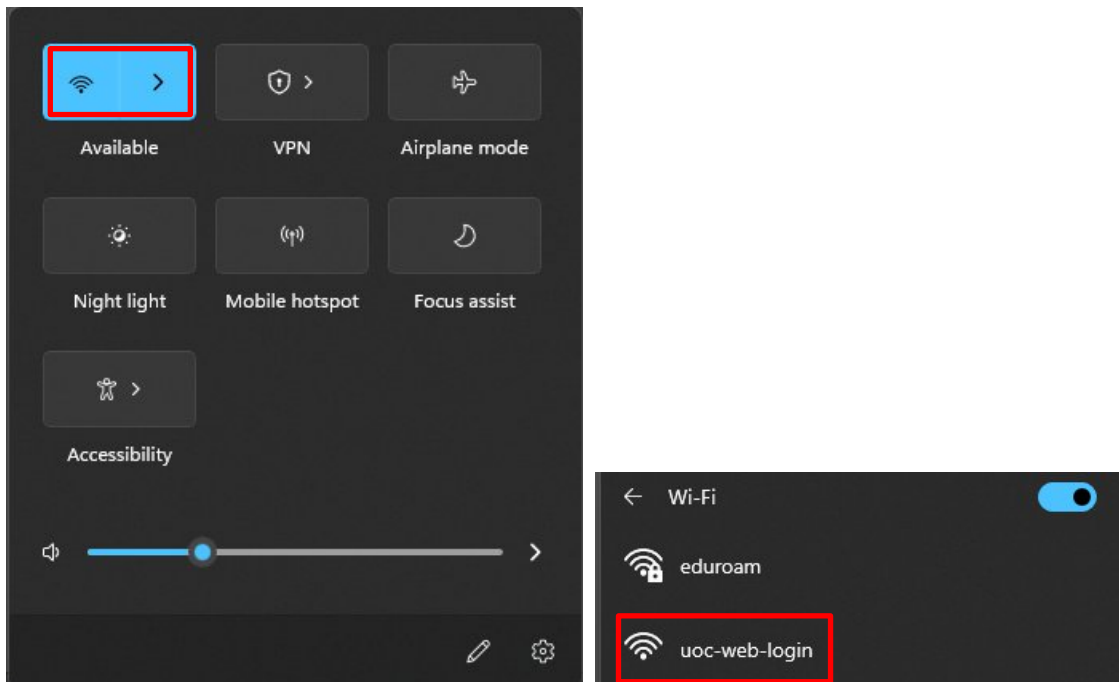 Available VPN Airplane mode
Night light Mobile hotspot Focus assist
Accessibility
Wi-Fi
eduroam
uoc-web-login